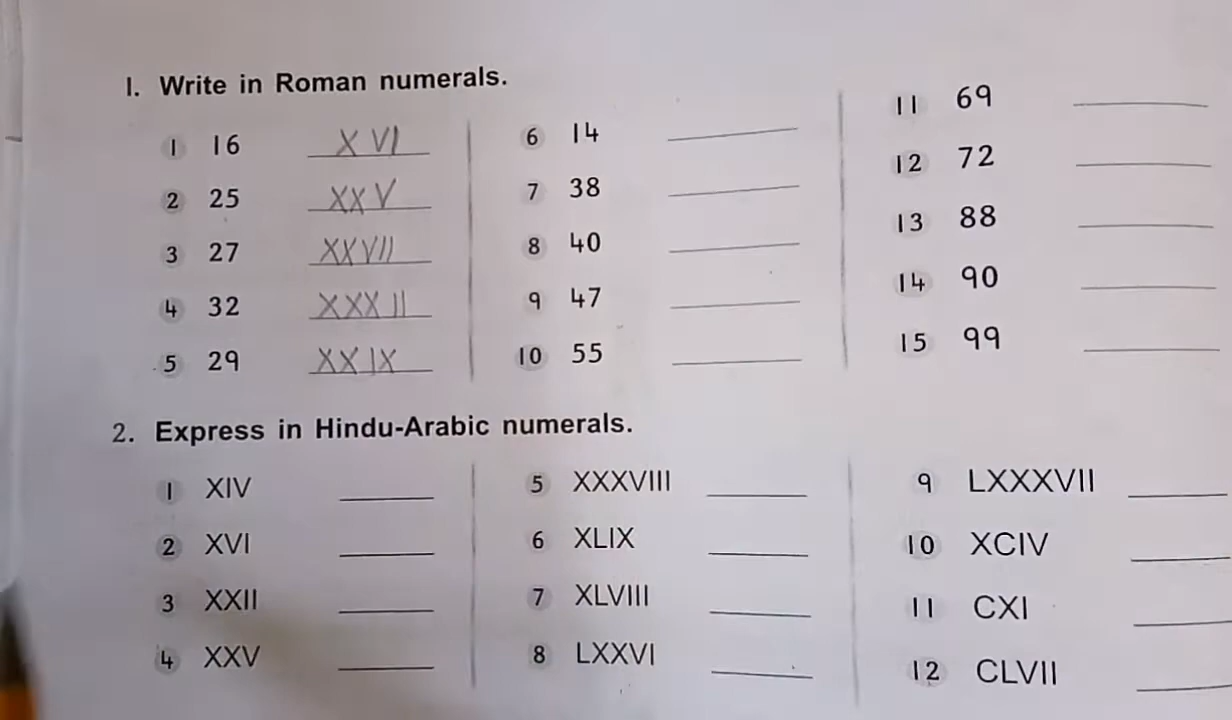 1. Write in Roman numerals.
1 16 XVI
2 25 XXV
3 27 XXVII
4 32 XXXII
5 29 XXIX
6 14
7 38
8 40
9 47
10 55
11 69
12 72
13 88
14 90
15 99
2. Express in Hindu-Arabic numerals.
1 XIV
2 XVI
3 XXII
4 XXV
5 XXXVIII
6 XLIX
7 XLVIII
8 LXXVI
9 LXXXVII
10 XCIV
11 CXI
12 CLVII